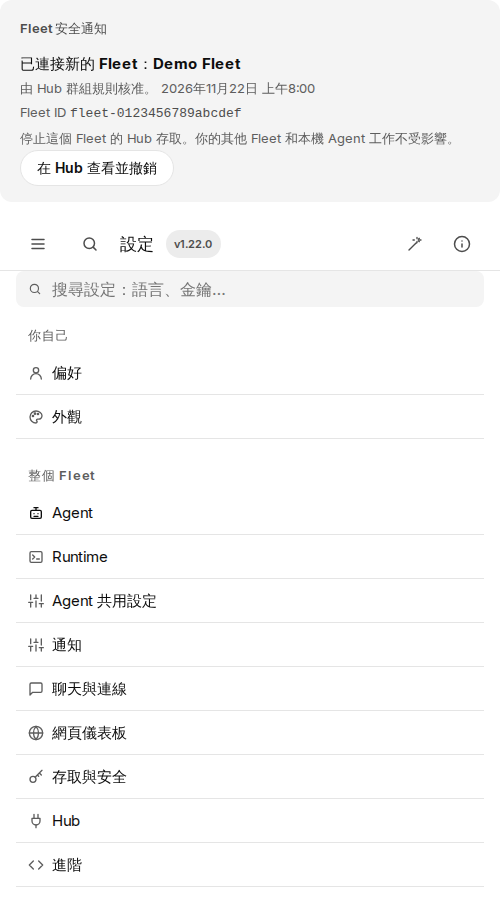 Fleet 安全通知
已連接新的 Fleet：Demo Fleet
由 Hub 群組規則核准。 2026年11月22日 上午8:00
Fleet ID fleet-0123456789abcdef
停止這個 Fleet 的 Hub 存取。你的其他 Fleet 和本機 Agent 工作不受影響。
在 Hub 查看並撤銷
設定 v1.22.0
搜尋設定：語言、金鑰...
你自己
偏好
外觀
整個 Fleet
Agent
Runtime
Agent 共用設定
通知
聊天與連線
網頁儀表板
存取與安全
Hub
進階